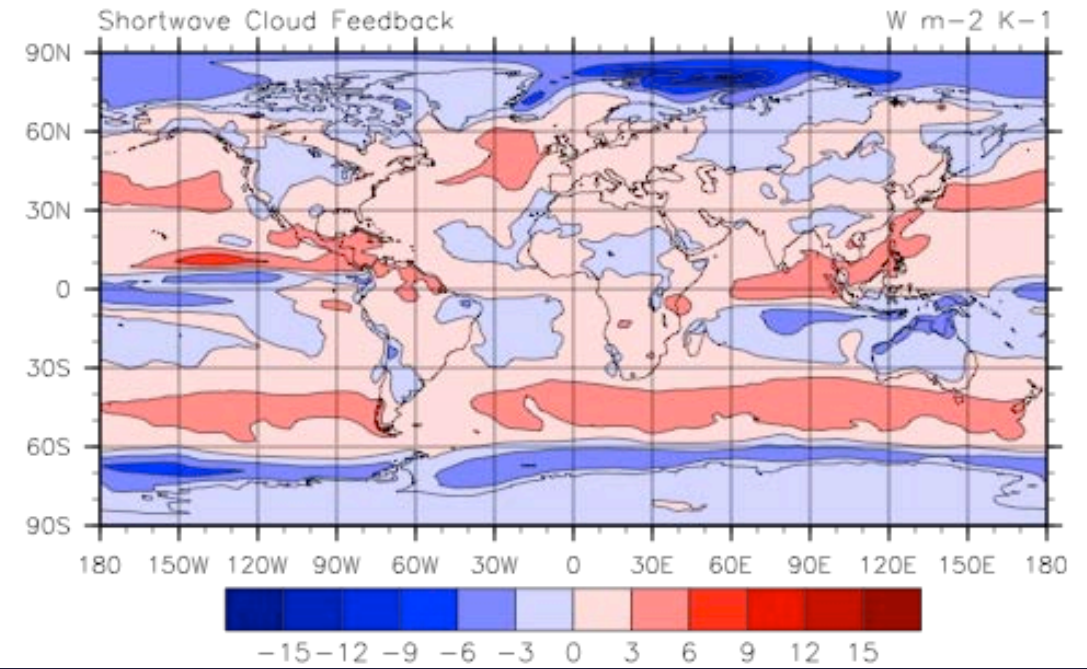 Shortwave Cloud Feedback W m-2 K-1
90N
60N
30N
0
30S
60S
90S
180 150W 120W 90W 60W 30W 0 30E 60E 90E 120E 150E 180
-15 -12 -9 -6 -3 0 3 6 9 12 15